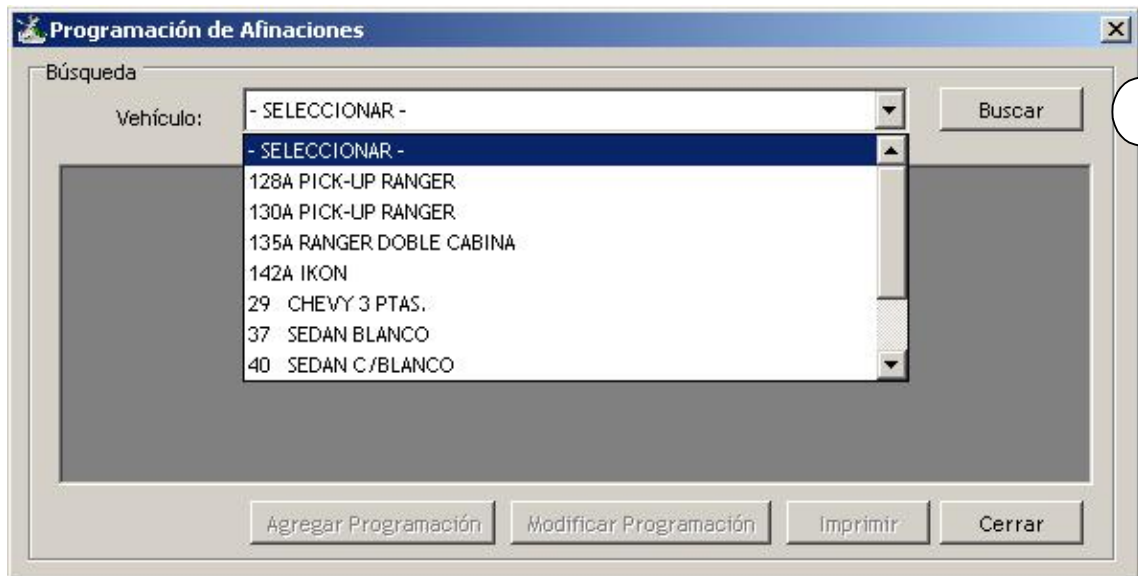 Programación de Afinaciones
Búsqueda
Vehículo:
- SELECCIONAR -
Buscar
- SELECCIONAR -
128A PICK-UP RANGER
130A PICK-UP RANGER
135A RANGER DOBLE CABINA
142A IKON
29 CHEVY 3 PTAS.
37 SEDAN BLANCO
40 SEDAN C/BLANCO
Agregar Programación
Modificar Programación
Imprimir
Cerrar